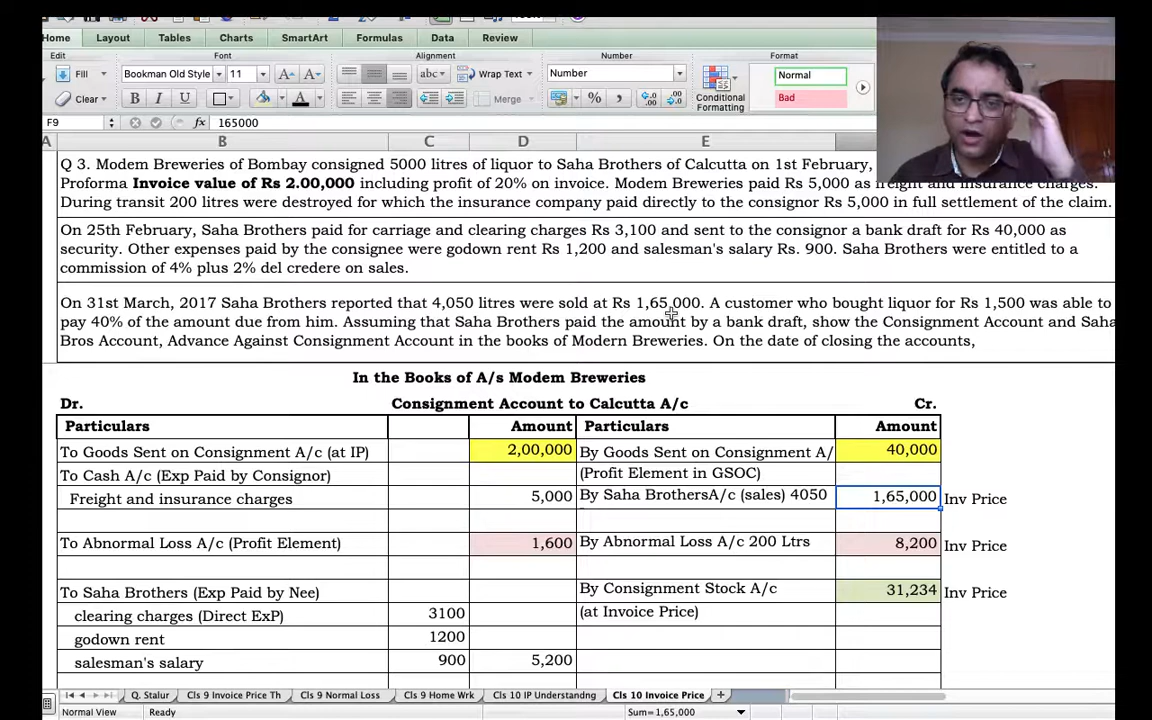 Home Layout Tables Charts SmartArt Formulas Data Review
Edit Font Alignment Number Format
Fill Bookman Old Style 11 A A abc Wrap Text Number Normal
Clear B I U A Merge % , .00 .0 Conditional Formatting Bad
F9 fx 165000
A B C D E
Q 3. Modem Breweries of Bombay consigned 5000 litres of liquor to Saha Brothers of Calcutta on 1st February,
Proforma Invoice value of Rs 2.00,000 including profit of 20% on invoice. Modem Breweries paid Rs 5,000 as freight and insurance charges.
During transit 200 litres were destroyed for which the insurance company paid directly to the consignor Rs 5,000 in full settlement of the claim.
On 25th February, Saha Brothers paid for carriage and clearing charges Rs 3,100 and sent to the consignor a bank draft for Rs 40,000 as
security. Other expenses paid by the consignee were godown rent Rs 1,200 and salesman's salary Rs. 900. Saha Brothers were entitled to a
commission of 4% plus 2% del credere on sales.
On 31st March, 2017 Saha Brothers reported that 4,050 litres were sold at Rs 1,65,000. A customer who bought liquor for Rs 1,500 was able to
pay 40% of the amount due from him. Assuming that Saha Brothers paid the amount by a bank draft, show the Consignment Account and Saha
Bros Account, Advance Against Consignment Account in the books of Modern Breweries. On the date of closing the accounts,
In the Books of A/s Modem Breweries
Dr. Consignment Account to Calcutta A/c Cr.
Particulars Amount Particulars Amount
To Goods Sent on Consignment A/c (at IP) 2,00,000 By Goods Sent on Consignment A/ 40,000
To Cash A/c (Exp Paid by Consignor) (Profit Element in GSOC)
Freight and insurance charges 5,000 By Saha BrothersA/c (sales) 4050 1,65,000 Inv Price
To Abnormal Loss A/c (Profit Element) 1,600 By Abnormal Loss A/c 200 Ltrs 8,200 Inv Price
To Saha Brothers (Exp Paid by Nee) By Consignment Stock A/c 31,234 Inv Price
clearing charges (Direct ExP) 3100 (at Invoice Price)
godown rent 1200
salesman's salary 900 5,200
Q. Stalur Cls 9 Invoice Price Th Cls 9 Normal Loss Cls 9 Home Wrk Cls 10 IP Understandng Cls 10 Invoice Price +
Normal View Ready Sum=1,65,000